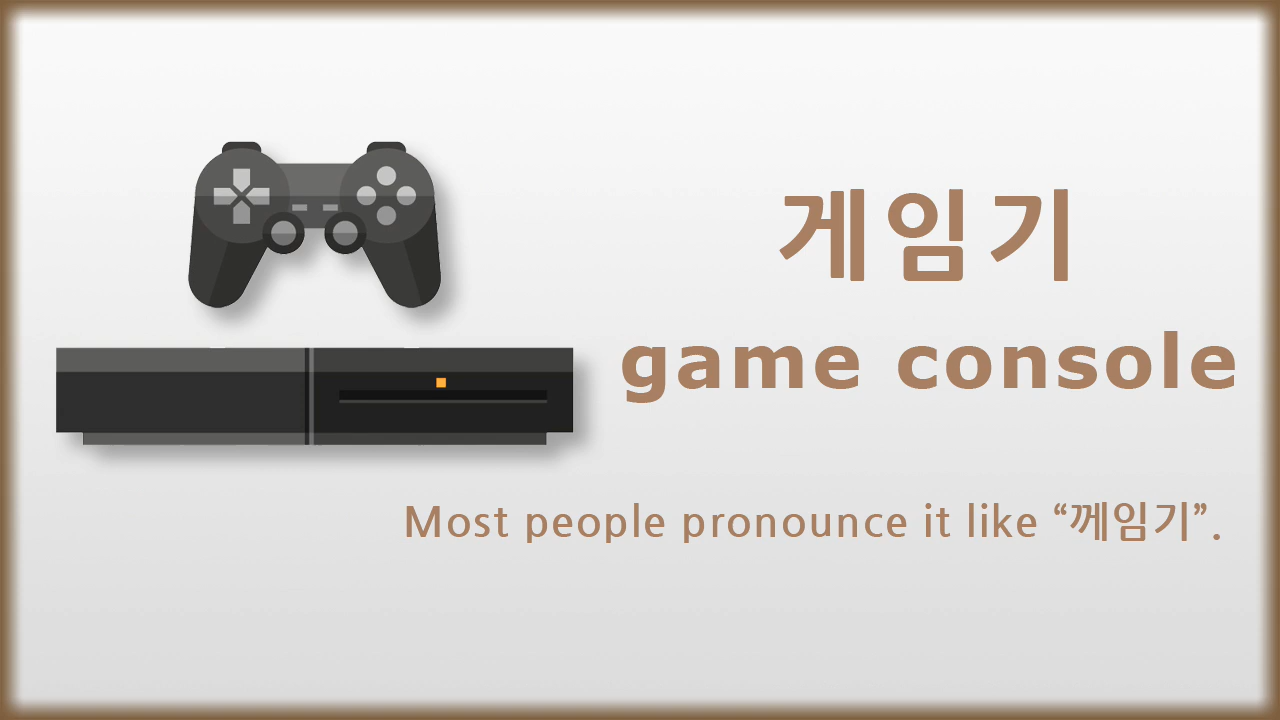 게임기
game console
Most people pronounce it like “께임기”.